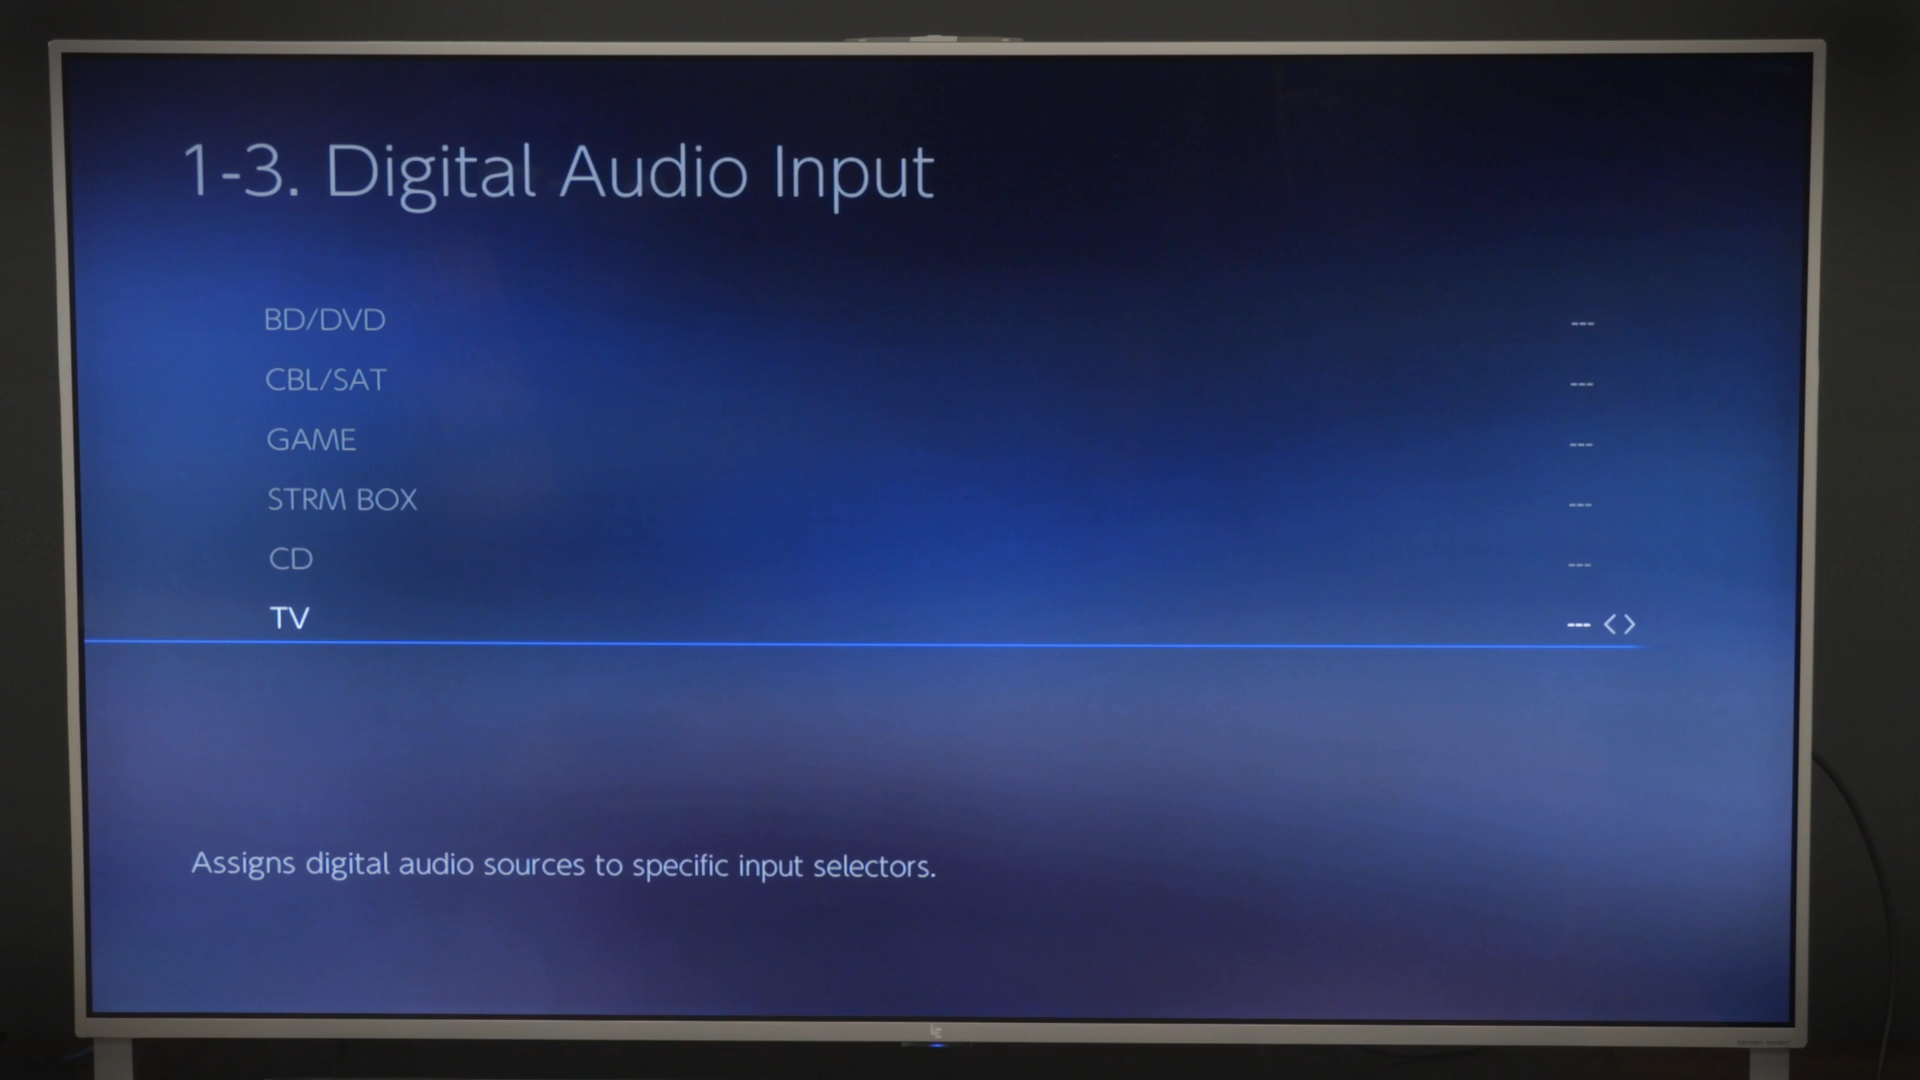 1-3. Digital Audio Input
BD/DVD ---
CBL/SAT ---
GAME ---
STRM BOX ---
CD ---
TV --- <>
Assigns digital audio sources to specific input selectors.